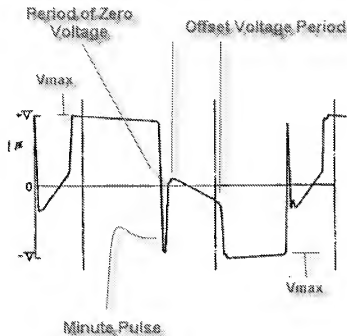 Period of Zero
Voltage
Offset Voltage Period
Vmax
+V
0
-V
Vmax
Minute Pulse